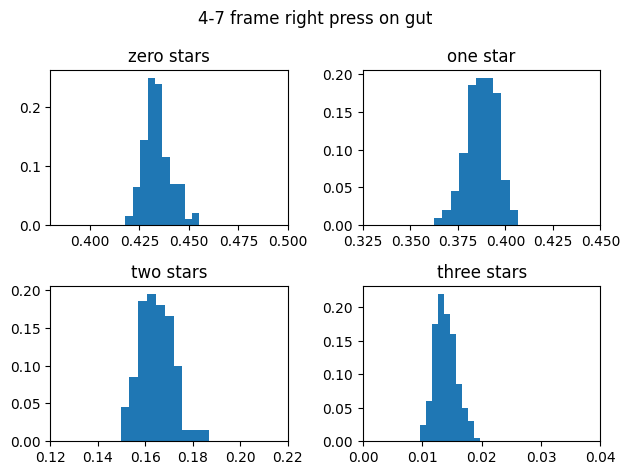 4-7 frame right press on gut
zero stars
one star
0.2
0.1
0.0
0.400 0.425 0.450 0.475 0.500
0.20
0.15
0.10
0.05
0.00
0.325 0.350 0.375 0.400 0.425 0.450
two stars
three stars
0.20
0.15
0.10
0.05
0.00
0.12 0.14 0.16 0.18 0.20 0.22
0.20
0.15
0.10
0.05
0.00
0.00 0.01 0.02 0.03 0.04